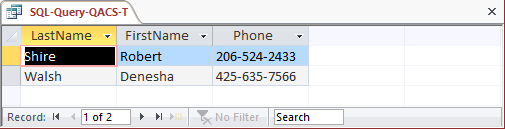 SQL-Query-QACS-T
LastName FirstName Phone
Shire Robert 206-524-2433
Walsh Denesha 425-635-7566
Record: 1 of 2 No Filter Search